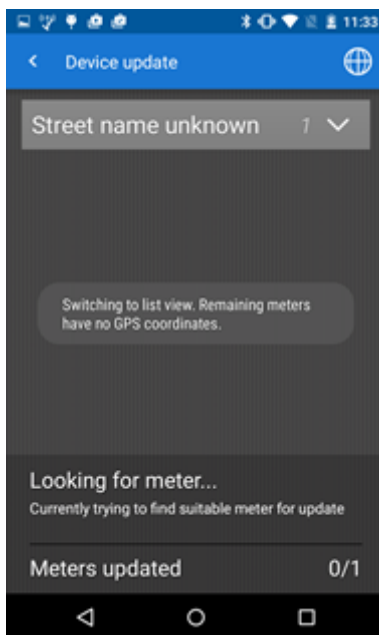 11:33
Device update
Street name unknown 1
Switching to list view. Remaining meters
have no GPS coordinates.
Looking for meter...
Currently trying to find suitable meter for update
Meters updated 0/1